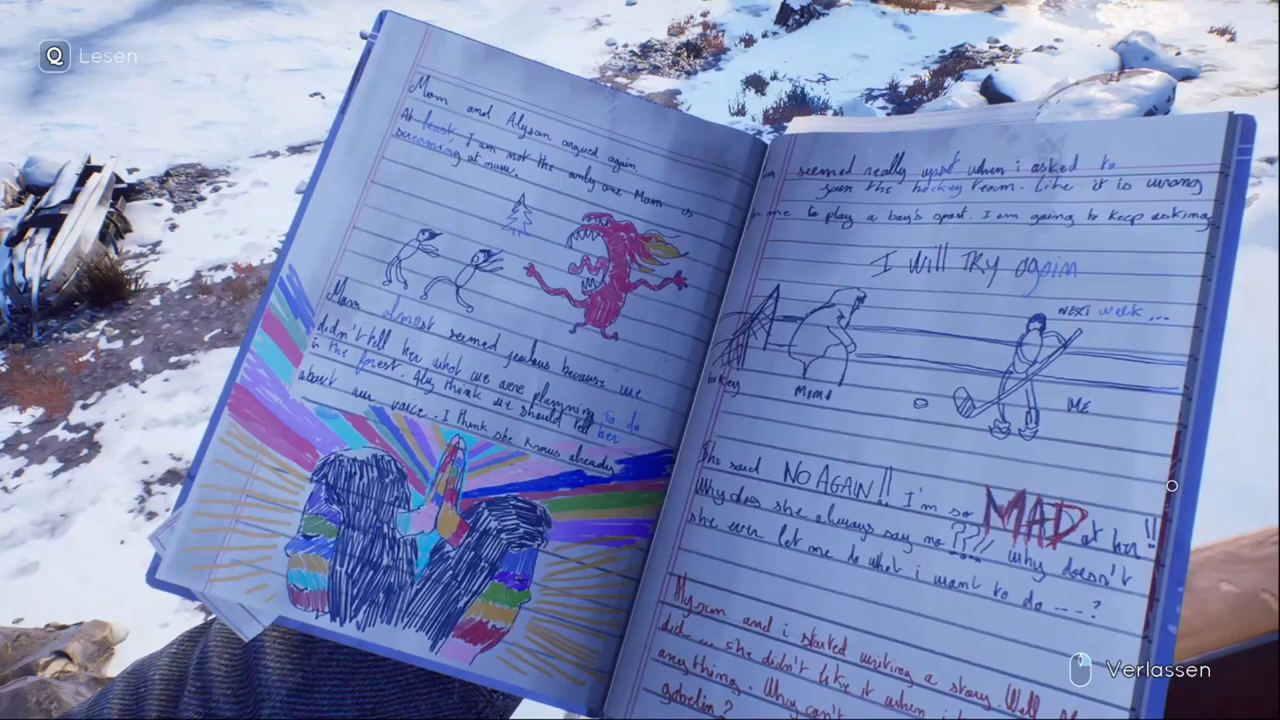 Q Lesen
Mom and Alyson argued again.
At least I am not the only one Mom is
screaming at now.
Mom almost seemed jealous because we
didn't tell her what we were planning to do
in the forest. Aly think we should tell her
about our voice. I think she knows already
seemed really upset when i asked to
join the hockey team. Like it is wrong
me to play a boy's sport. I am going to keep asking
I will TRY again
NEXT week ...
hockey
MOM
ME
She said NO AGAIN!! I'm so MAD at her!!
Why does she always say no ??!! why doesn't
she ever let me do what i want to do ---?
Alyson and i started writing a story. Well
did ... she didn't like it when i
anything. Why can't
goblin?
Verlassen